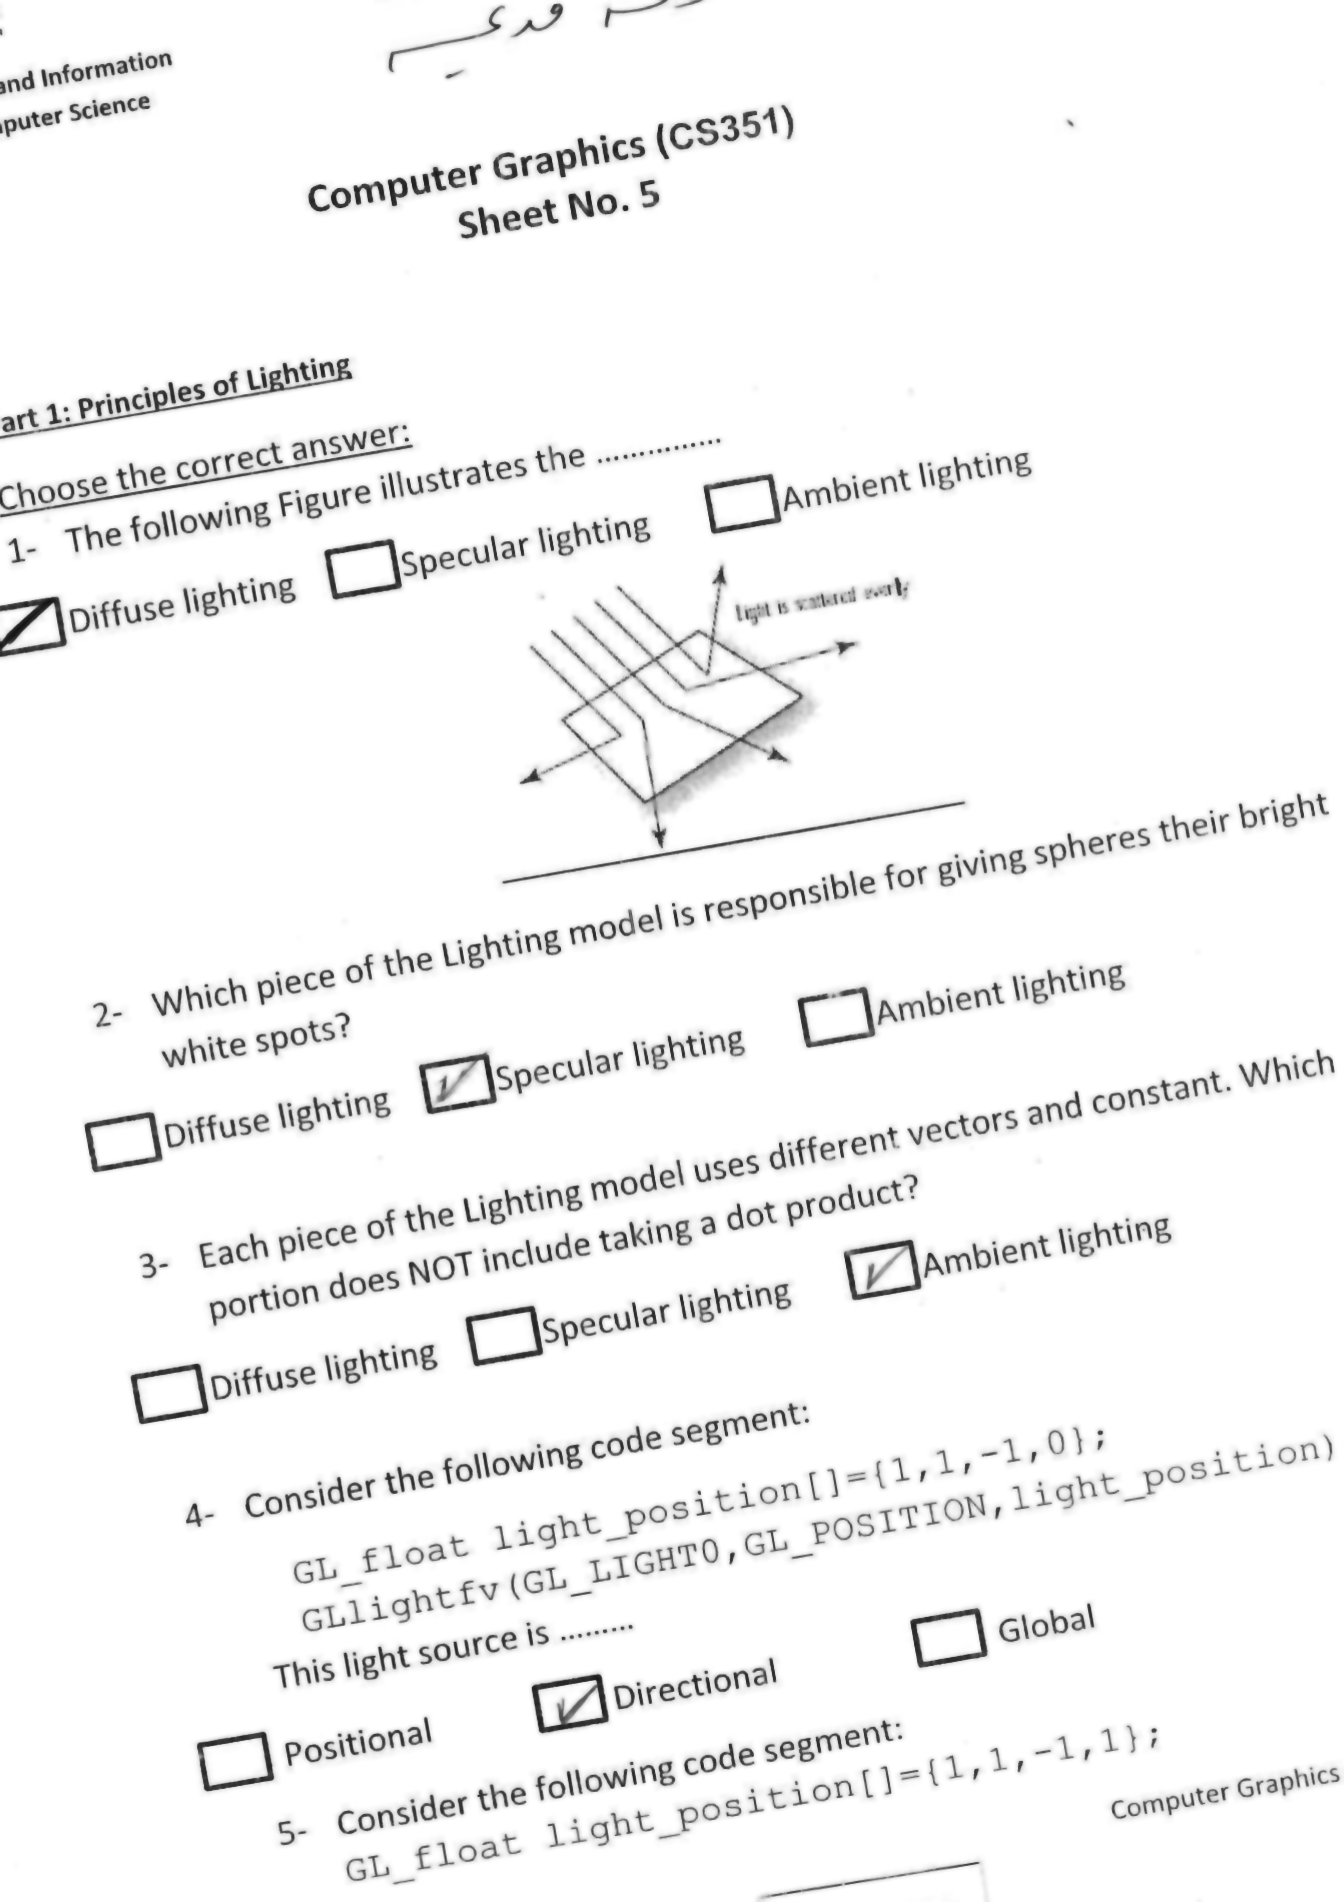 and Information
puter Science
Computer Graphics (CS351)
Sheet No. 5
art 1: Principles of Lighting
Choose the correct answer:
1- The following Figure illustrates the ...............
Diffuse lighting Specular lighting Ambient lighting
Light is scattered evenly
2- Which piece of the Lighting model is responsible for giving spheres their bright
white spots?
Diffuse lighting Specular lighting Ambient lighting
3- Each piece of the Lighting model uses different vectors and constant. Which
portion does NOT include taking a dot product?
Diffuse lighting Specular lighting Ambient lighting
4- Consider the following code segment:
GL_float light_position[]={1,1,-1,0};
GLlightfv(GL_LIGHT0,GL_POSITION,light_position)
This light source is .........
Positional Directional Global
5- Consider the following code segment:
GL_float light_position[]={1,1,-1,1};
Computer Graphics